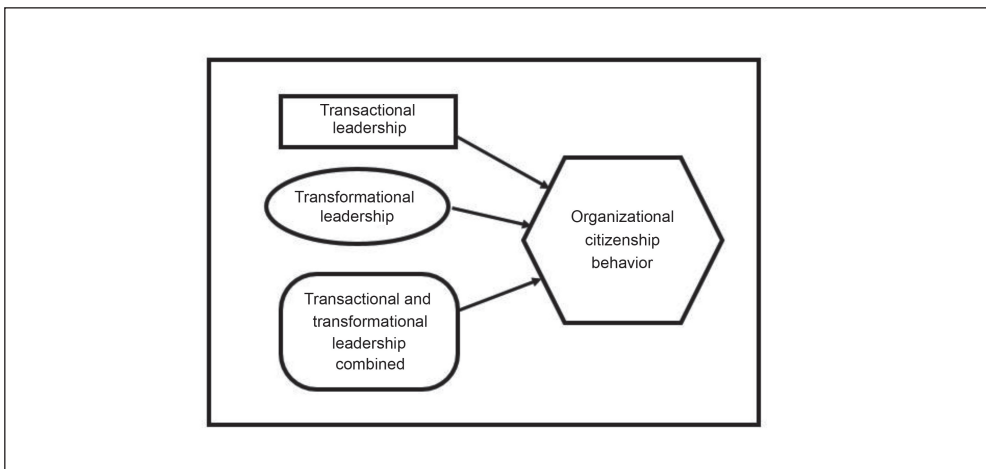 Transactional
leadership
Transformational
leadership
Transactional and
transformational
leadership
combined
Organizational
citizenship
behavior